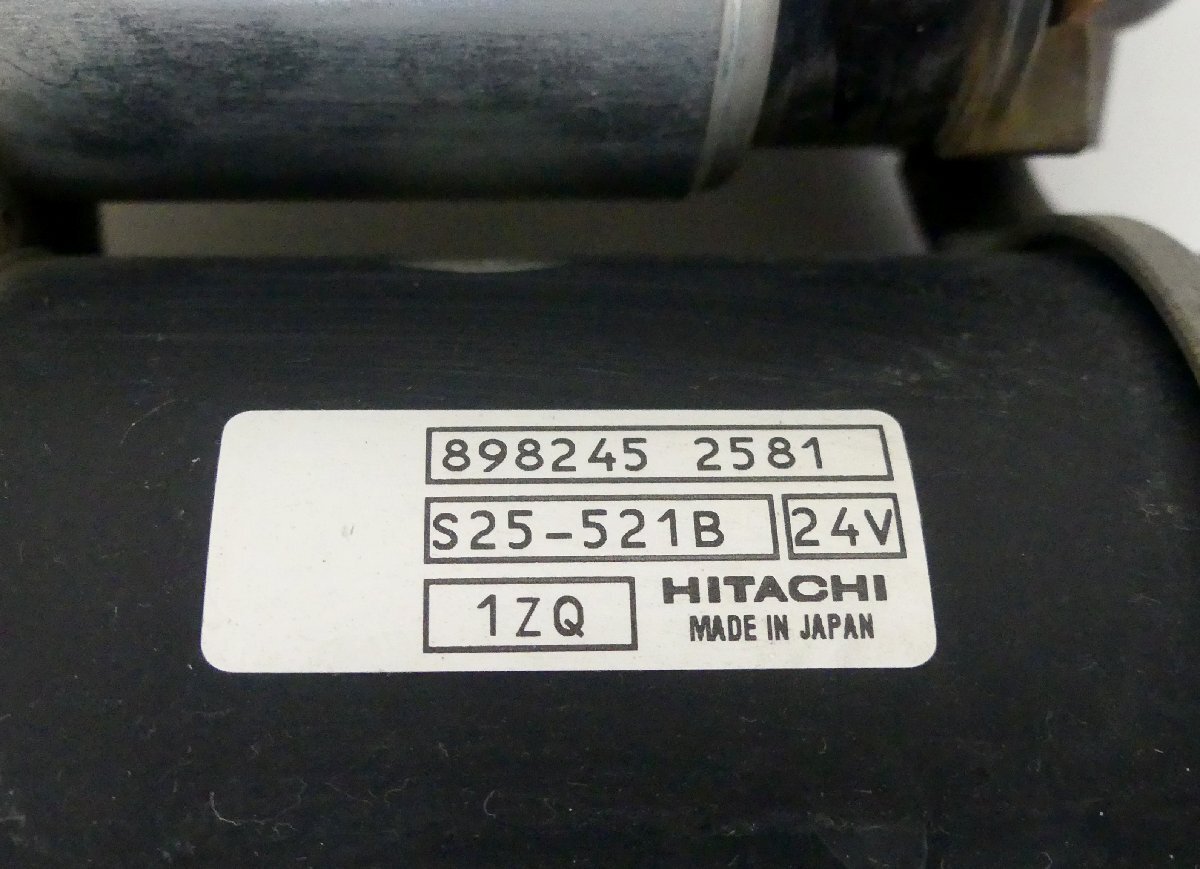 898245 2581
S25-521B 24V
1ZQ HITACHI
MADE IN JAPAN